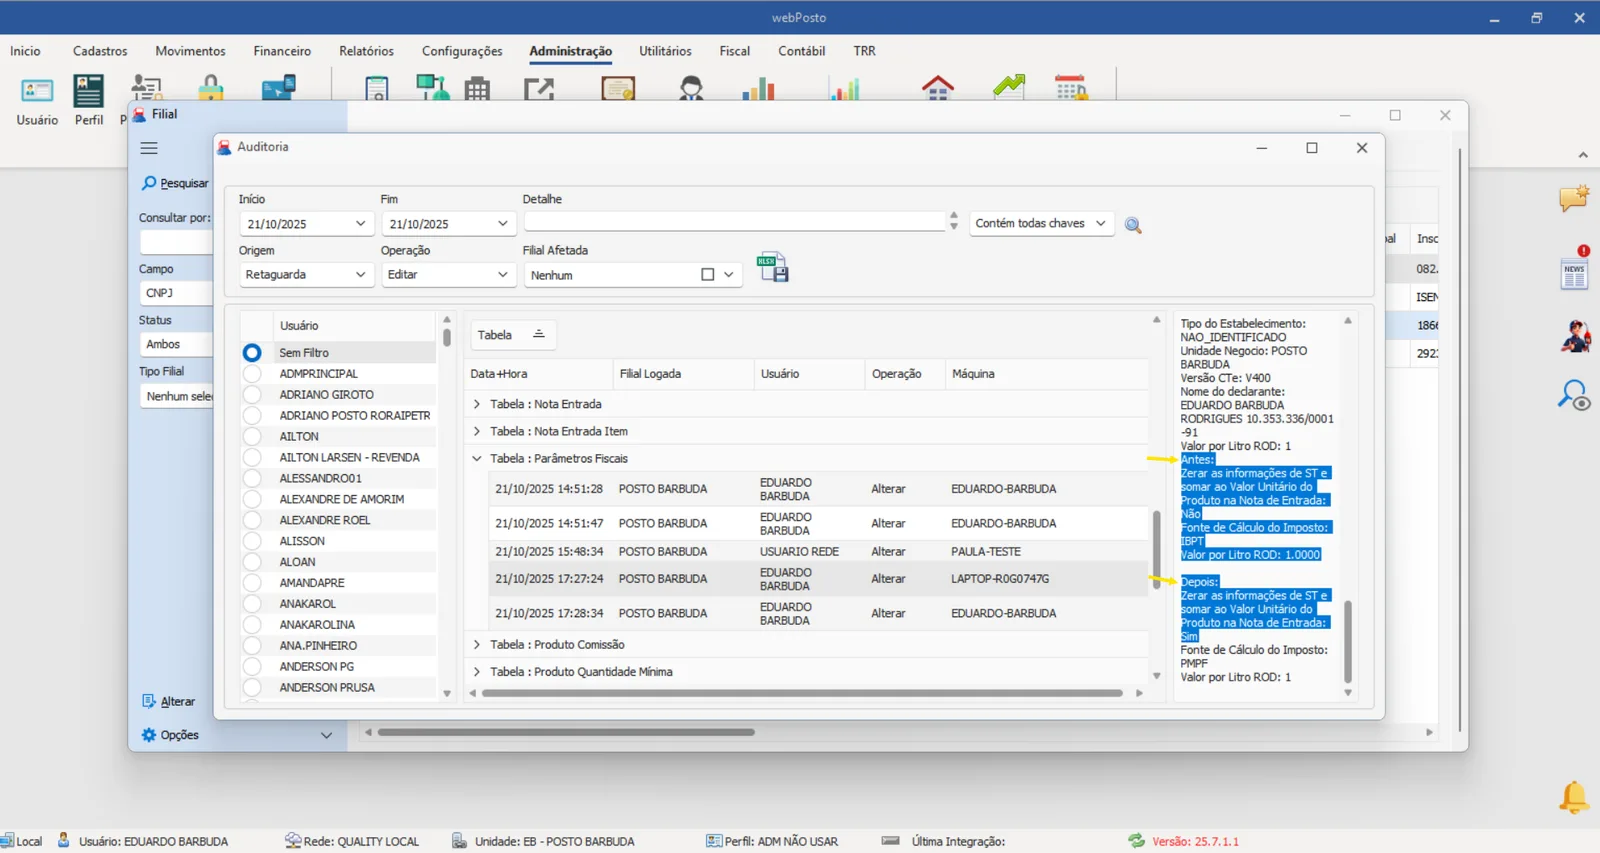 webPosto
Inicio Cadastros Movimentos Financeiro Relatórios Configurações Administração Utilitários Fiscal Contábil TRR
Usuário Perfil P
Filial
Auditoria
Pesquisar
Consultar por:
Campo
CNPJ
Status
Ambos
Tipo Filial
Nenhum sele
Alterar
Opções
Início Fim Detalhe
21/10/2025 21/10/2025 Contém todas chaves
Origem Operação Filial Afetada
Retaguarda Editar Nenhum
XLSX
Usuário
Sem Filtro
ADMPRINCIPAL
ADRIANO GIROTO
ADRIANO POSTO RORAIPETR
AILTON
AILTON LARSEN - REVENDA
ALESSANDRO01
ALEXANDRE DE AMORIM
ALEXANDRE ROEL
ALISSON
ALOAN
AMANDAPRE
ANAKAROL
ANAKAROLINA
ANA.PINHEIRO
ANDERSON PG
ANDERSON PRUSA
Tabela
Data+Hora Filial Logada Usuário Operação Máquina
Tabela : Nota Entrada
Tabela : Nota Entrada Item
Tabela : Parâmetros Fiscais
21/10/2025 14:51:28 POSTO BARBUDA EDUARDO BARBUDA Alterar EDUARDO-BARBUDA
21/10/2025 14:51:47 POSTO BARBUDA EDUARDO BARBUDA Alterar EDUARDO-BARBUDA
21/10/2025 15:48:34 POSTO BARBUDA USUARIO REDE Alterar PAULA-TESTE
21/10/2025 17:27:24 POSTO BARBUDA EDUARDO BARBUDA Alterar LAPTOP-R0G0747G
21/10/2025 17:28:34 POSTO BARBUDA EDUARDO BARBUDA Alterar EDUARDO-BARBUDA
Tabela : Produto Comissão
Tabela : Produto Quantidade Mínima
Tipo do Estabelecimento:
NAO_IDENTIFICADO
Unidade Negocio: POSTO
BARBUDA
Versão CTe: V400
Nome do declarante:
EDUARDO BARBUDA
RODRIGUES 10.353.336/0001
-91
Valor por Litro ROD: 1
Antes:
Zerar as informações de ST e
somar ao Valor Unitário do
Produto na Nota de Entrada:
Não
Fonte de Cálculo do Imposto:
IBPT
Valor por Litro ROD: 1.0000
Depois:
Zerar as informações de ST e
somar ao Valor Unitário do
Produto na Nota de Entrada:
Sim
Fonte de Cálculo do Imposto:
PMPF
Valor por Litro ROD: 1
al Insc
082.
ISEN
1866
2923
NEWS
Local Usuário: EDUARDO BARBUDA Rede: QUALITY LOCAL Unidade: EB - POSTO BARBUDA Perfil: ADM NÃO USAR Última Integração: Versão: 25.7.1.1